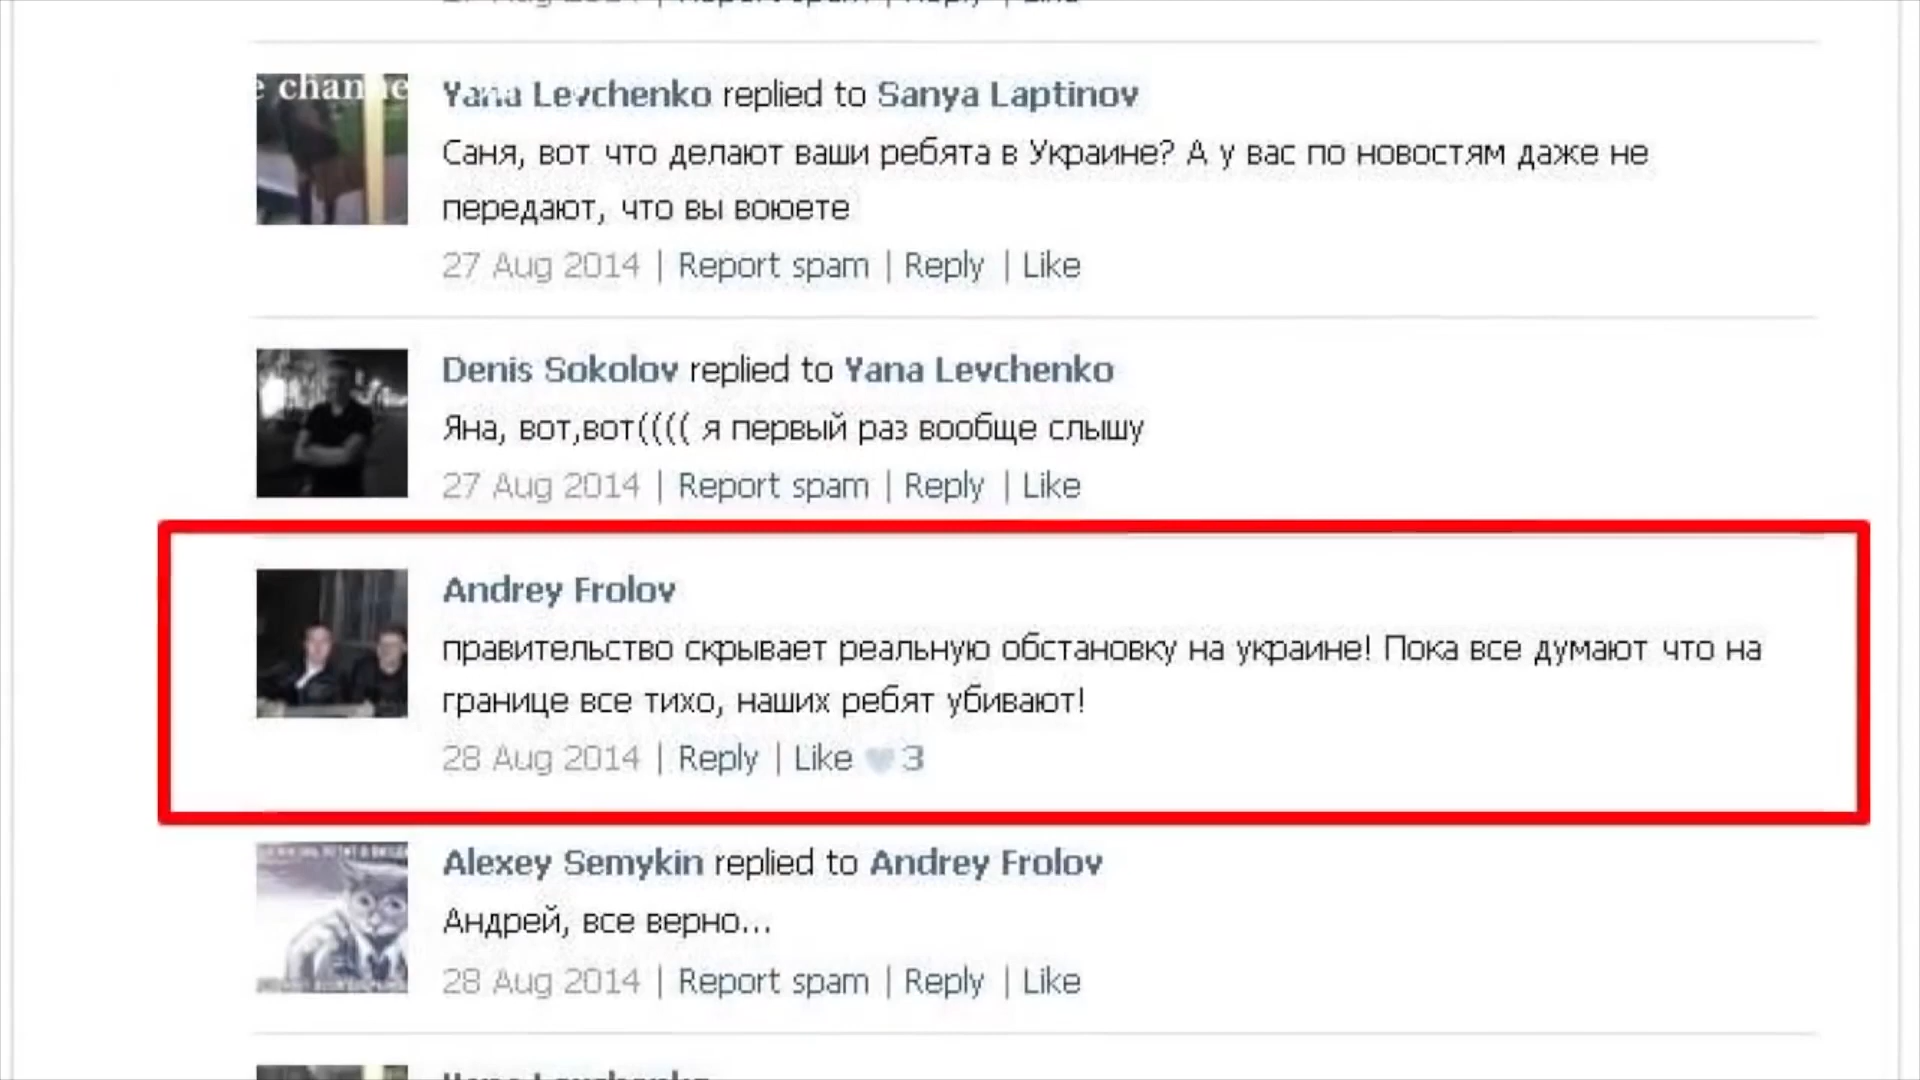 Yana Levchenko replied to Sanya Laptinov
Саня, вот что делают ваши ребята в Украине? А у вас по новостям даже не
передают, что вы воюете
27 Aug 2014 | Report spam | Reply | Like
Denis Sokolov replied to Yana Levchenko
Яна, вот,вот(((( я первый раз вообще слышу
27 Aug 2014 | Report spam | Reply | Like
Andrey Frolov
правительство скрывает реальную обстановку на украине! Пока все думают что на
границе все тихо, наших ребят убивают!
28 Aug 2014 | Reply | Like 3
Alexey Semykin replied to Andrey Frolov
Андрей, все верно...
28 Aug 2014 | Report spam | Reply | Like